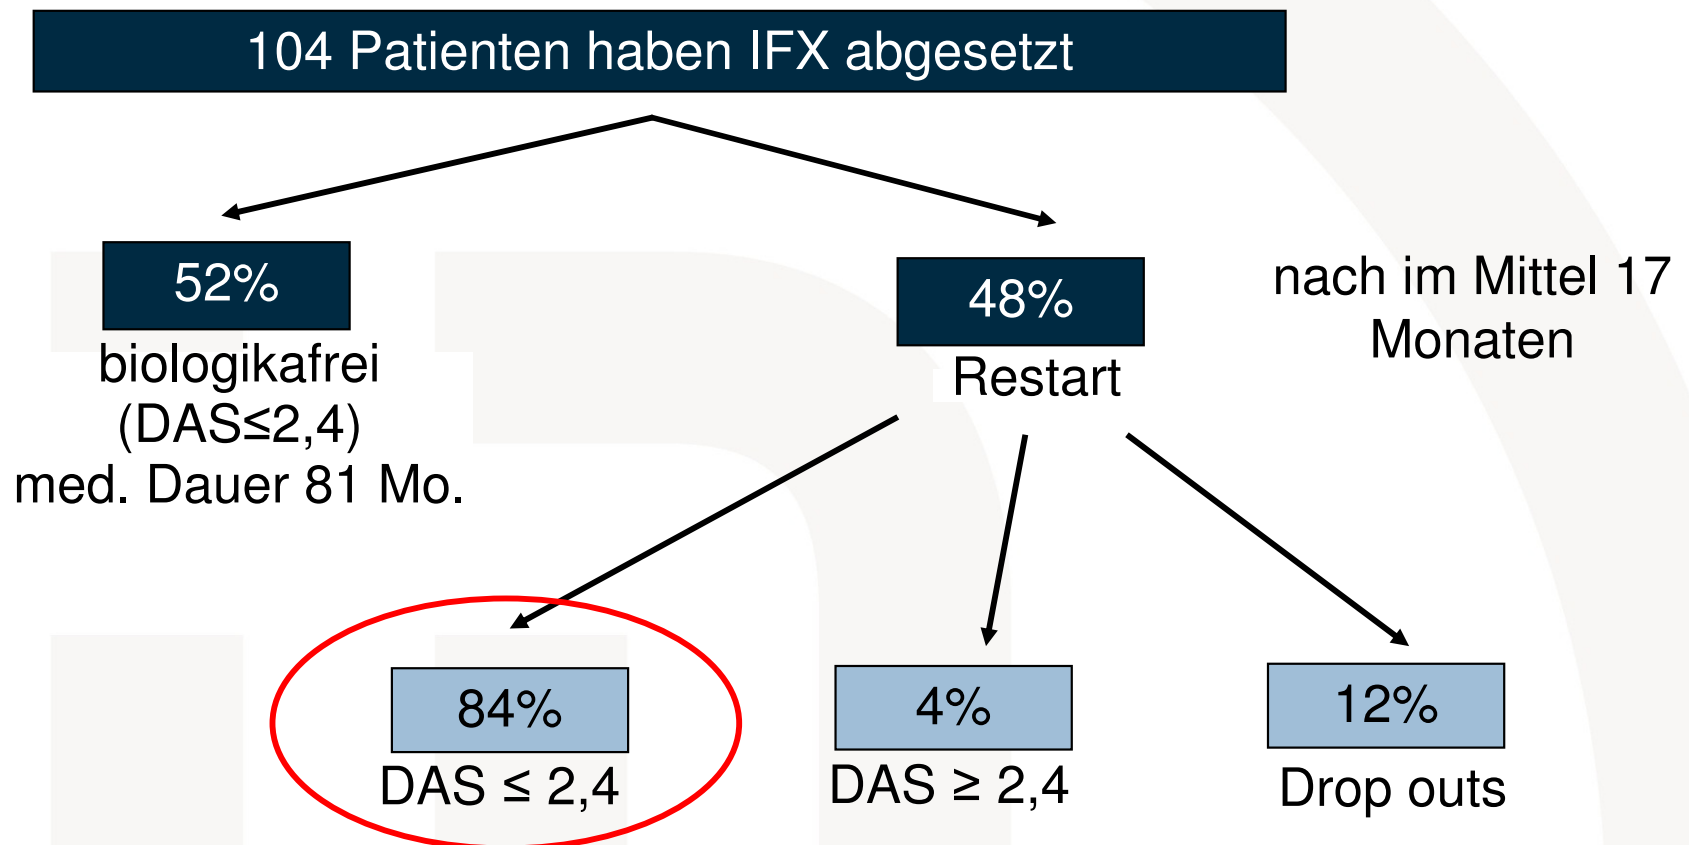 104 Patienten haben IFX abgesetzt
52%
biologikafrei
(DAS≤2,4)
med. Dauer 81 Mo.
48%
Restart
nach im Mittel 17
Monaten
84%
DAS ≤ 2,4
4%
DAS ≥ 2,4
12%
Drop outs